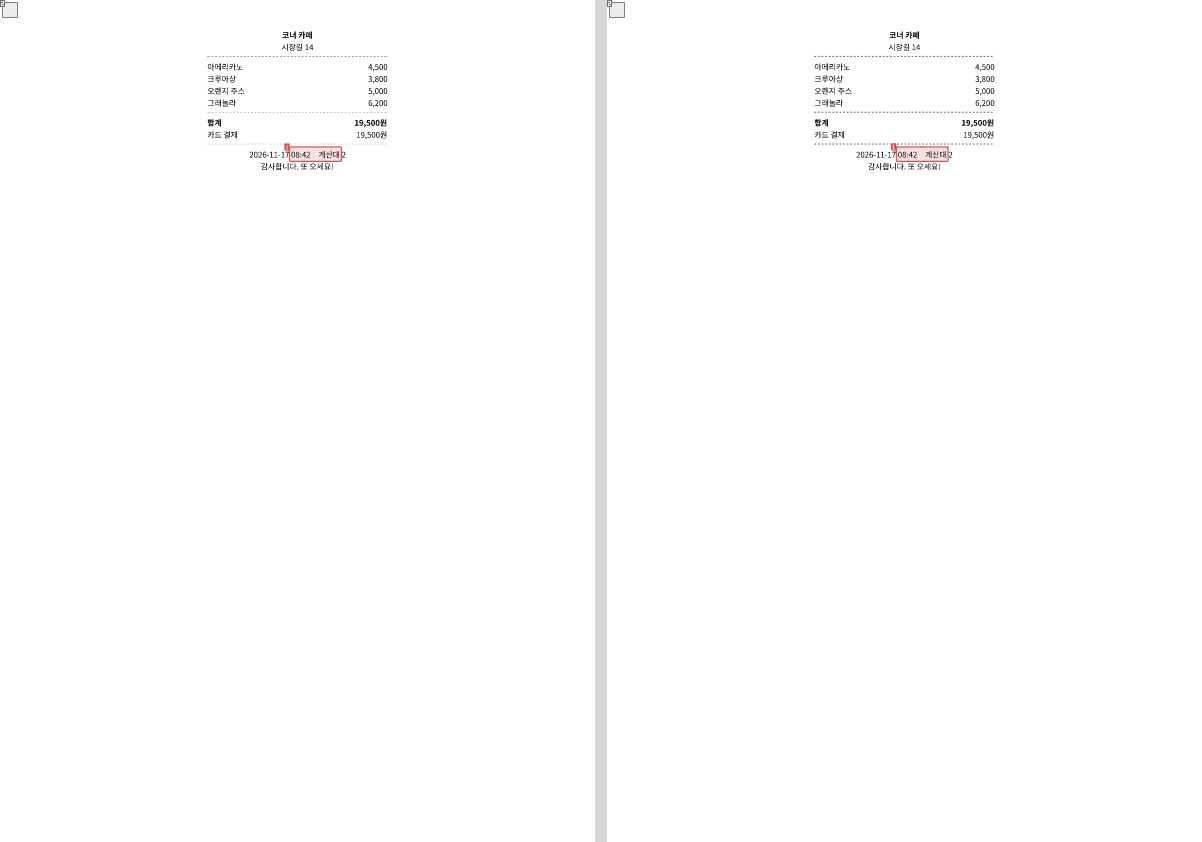 코너 카페
시장길 14
아메리카노 4,500
크루아상 3,800
오렌지 주스 5,000
그래놀라 6,200
합계 19,500원
카드 결제 19,500원
2026-11-17 08:42 계산대 2
감사합니다. 또 오세요!
코너 카페
시장길 14
아메리카노 4,500
크루아상 3,800
오렌지 주스 5,000
그래놀라 6,200
합계 19,500원
카드 결제 19,500원
2026-11-17 08:42 계산대 2
감사합니다. 또 오세요!